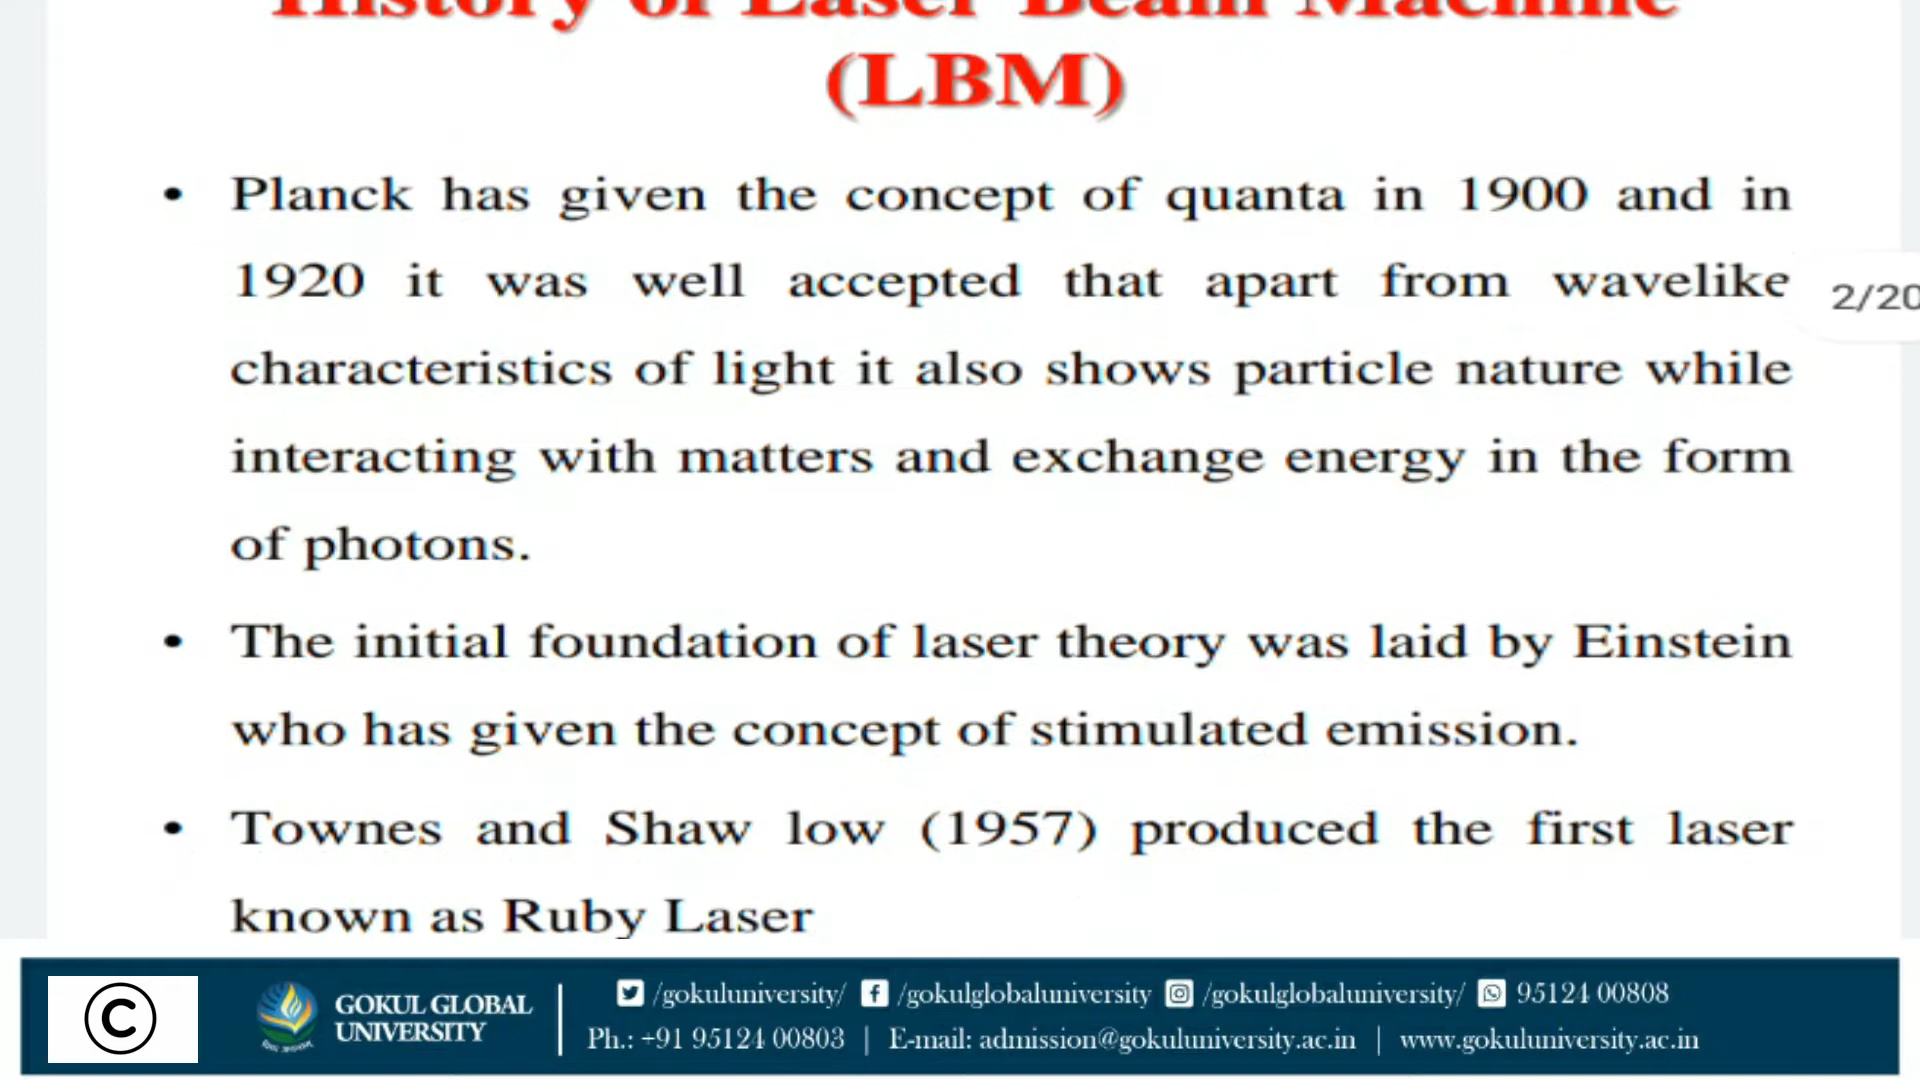 History of Laser Beam Machine
(LBM)
• Planck has given the concept of quanta in 1900 and in
1920 it was well accepted that apart from wavelike
characteristics of light it also shows particle nature while
interacting with matters and exchange energy in the form
of photons.
2/20
• The initial foundation of laser theory was laid by Einstein
who has given the concept of stimulated emission.
• Townes and Shaw low (1957) produced the first laser
known as Ruby Laser
©
GOKUL GLOBAL
UNIVERSITY
/gokuluniversity/ /gokulglobaluniversity /gokulglobaluniversity/ 95124 00808
Ph.: +91 95124 00803 | E-mail: admission@gokuluniversity.ac.in | www.gokuluniversity.ac.in